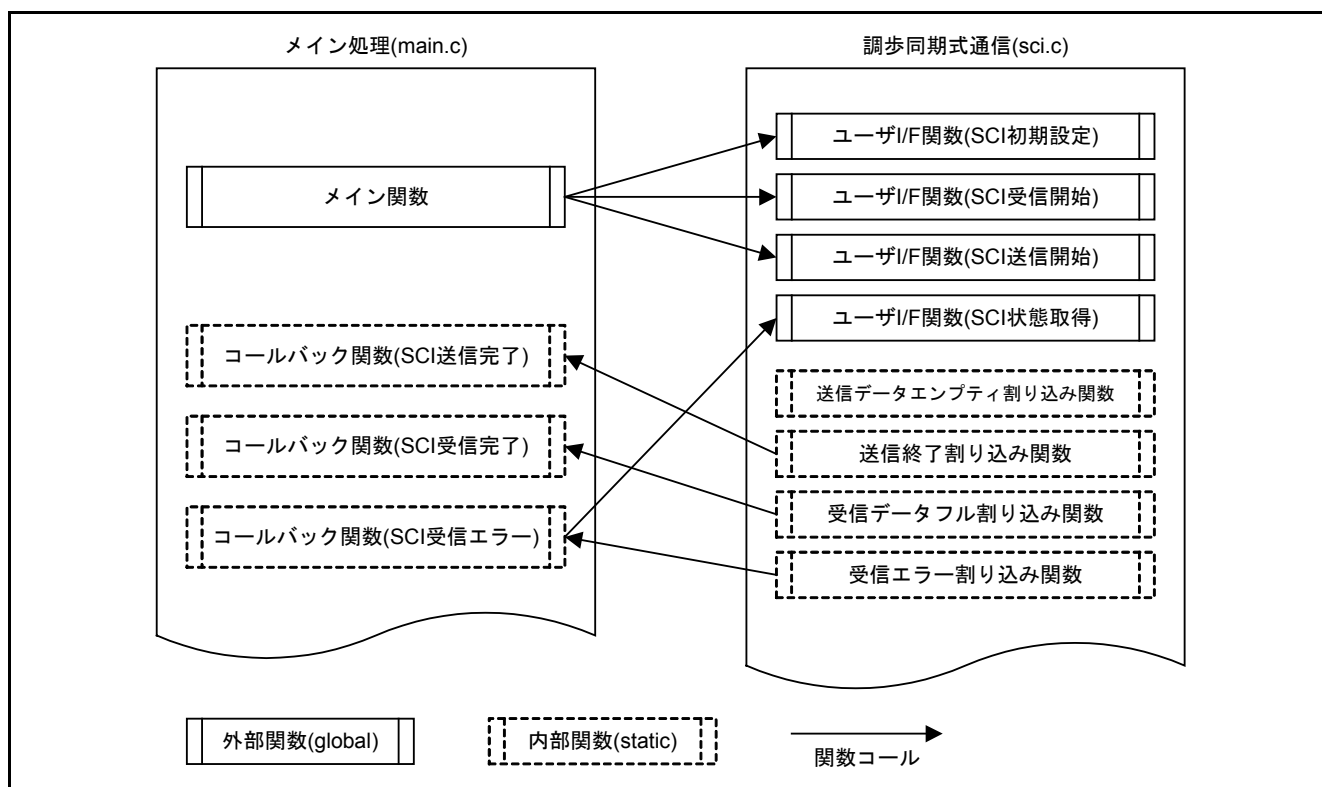 メイン処理(main.c)
調歩同期式通信(sci.c)
メイン関数
コールバック関数(SCI送信完了)
コールバック関数(SCI受信完了)
コールバック関数(SCI受信エラー)
ユーザI/F関数(SCI初期設定)
ユーザI/F関数(SCI受信開始)
ユーザI/F関数(SCI送信開始)
ユーザI/F関数(SCI状態取得)
送信データエンプティ割り込み関数
送信終了割り込み関数
受信データフル割り込み関数
受信エラー割り込み関数
外部関数(global)
内部関数(static)
関数コール